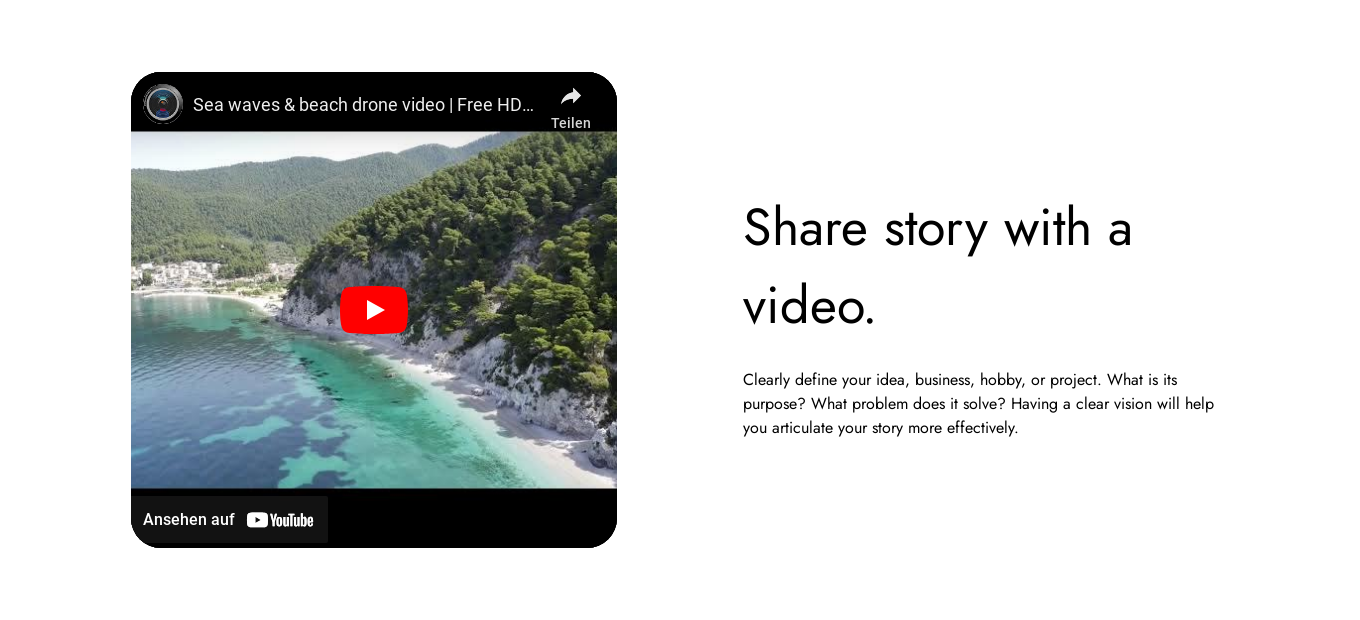 Sea waves & beach drone video | Free HD...
Teilen
Ansehen auf YouTube
Share story with a
video.
Clearly define your idea, business, hobby, or project. What is its
purpose? What problem does it solve? Having a clear vision will help
you articulate your story more effectively.